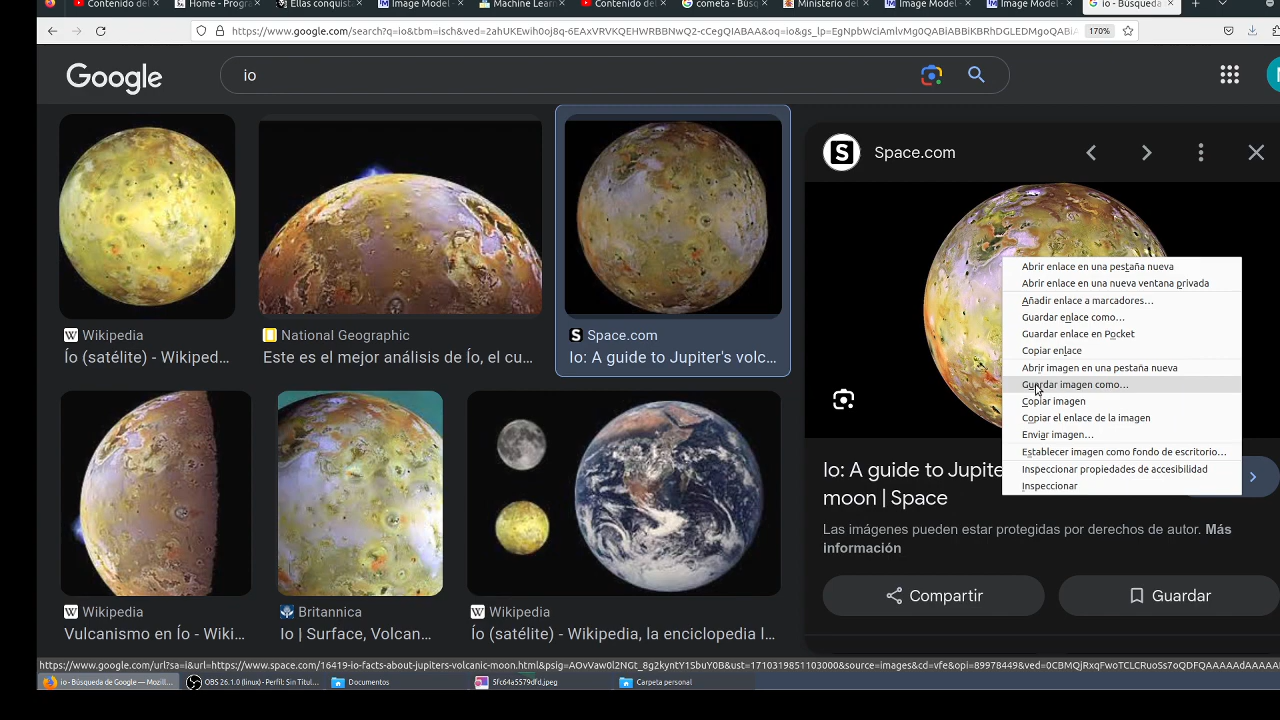 Contenido del
Home - Progra
Ellas conquist
Image Model -
Machine Learn
Contenido del
cometa - Búsq
Ministerio del
Image Model -
Image Model -
io - Búsqueda
https://www.google.com/search?q=io&tbm=isch&ved=2ahUKEwih0oj8q-6EAxVRVKQEHWRBBNwQ2-cCegQIABAA&oq=io&gs_lp=EgNpbWciAmlvMg0QABiABBiKBRhDGLEDMgoQABi
170%
Google
io
Wikipedia
Ío (satélite) - Wikiped...
National Geographic
Este es el mejor análisis de Ío, el cu...
Space.com
Io: A guide to Jupiter's volc...
Wikipedia
Vulcanismo en Ío - Wiki...
Britannica
Io | Surface, Volcan...
Wikipedia
Ío (satélite) - Wikipedia, la enciclopedia l...
S Space.com
Abrir enlace en una pestaña nueva
Abrir enlace en una nueva ventana privada
Añadir enlace a marcadores...
Guardar enlace como...
Guardar enlace en Pocket
Copiar enlace
Abrir imagen en una pestaña nueva
Guardar imagen como...
Copiar imagen
Copiar el enlace de la imagen
Enviar imagen...
Establecer imagen como fondo de escritorio...
Inspeccionar propiedades de accesibilidad
Inspeccionar
Io: A guide to Jupite
moon | Space
Las imágenes pueden estar protegidas por derechos de autor. Más
información
Compartir
Guardar
https://www.google.com/url?sa=i&url=https://www.space.com/16419-io-facts-about-jupiters-volcanic-moon.html&psig=AOvVaw0l2NGt_8g2kyntY1SbuY0B&ust=1710319851103000&source=images&cd=vfe&opi=89978449&ved=0CBMQjRxqFwoTCLCRuoSs7oQDFQAAAAAdAAAAA
io - Búsqueda de Google — Mozill...
OBS 26.1.0 (linux) - Perfil: Sin Titul...
Documentos
5fc64a5579dfd.jpeg
Carpeta personal